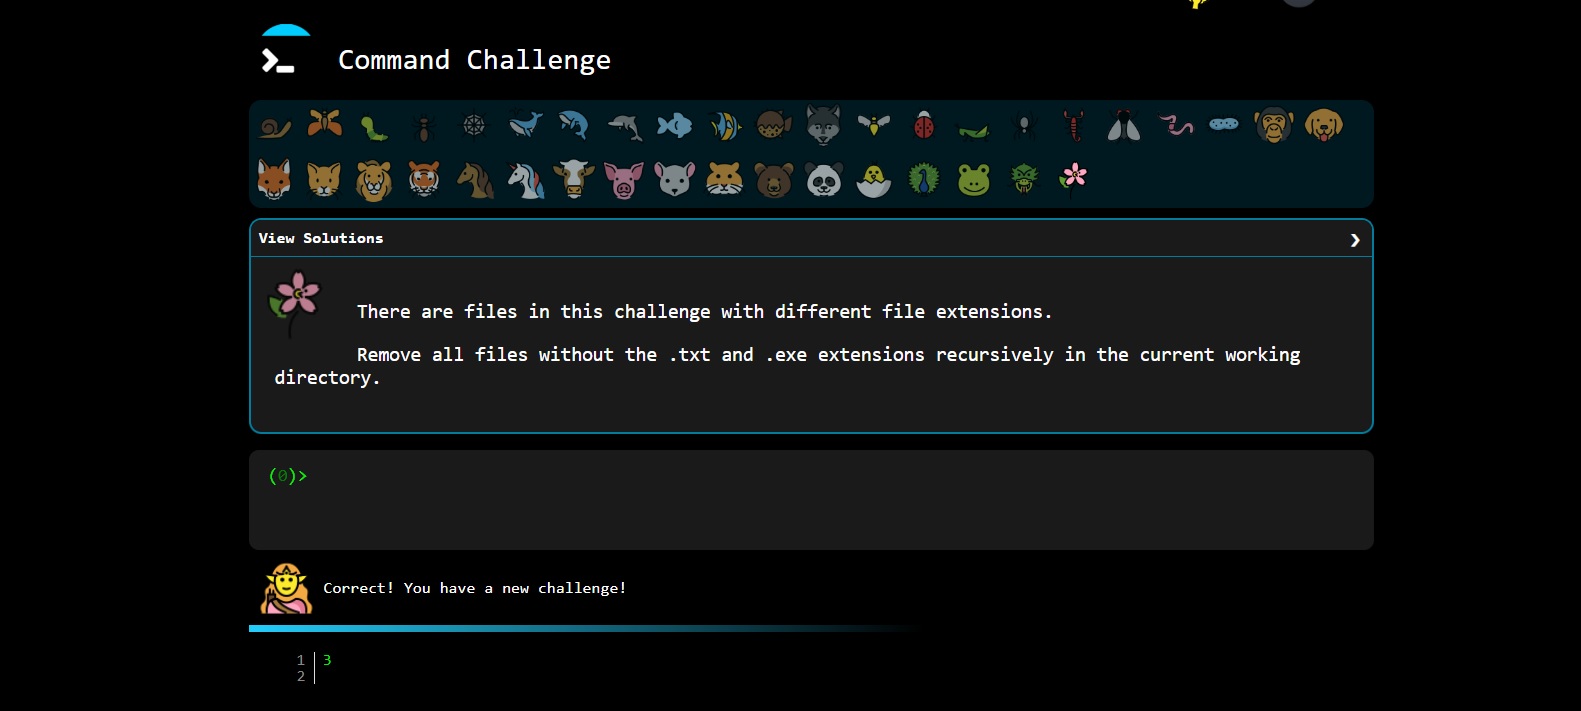 Command Challenge
View Solutions
There are files in this challenge with different file extensions.
Remove all files without the .txt and .exe extensions recursively in the current working
directory.
(0)>
Correct! You have a new challenge!
1 3
2